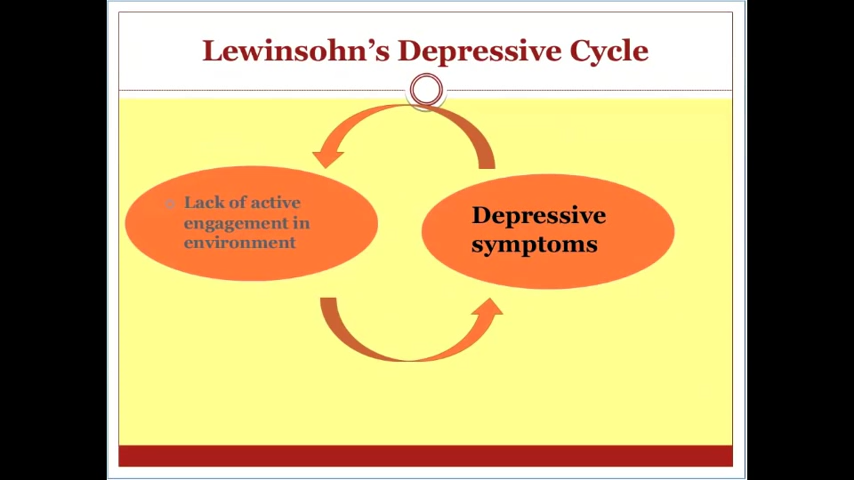 Lewinsohn's Depressive Cycle
Lack of active
engagement in
environment
Depressive
symptoms